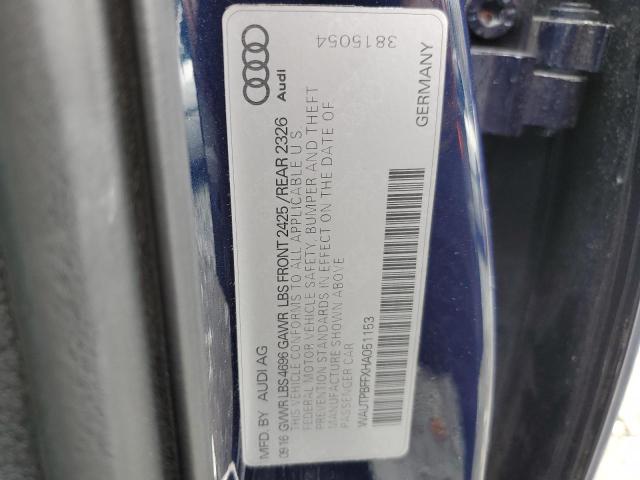 MFD. BY AUDI AG
Audi
09 16 GVWR LBS 4696 GAWR LBS FRONT 2425 / REAR 2326
THIS VEHICLE CONFORMS TO ALL APPLICABLE U.S.
FEDERAL MOTOR VEHICLE SAFETY, BUMPER AND THEFT
PREVENTION STANDARDS IN EFFECT ON THE DATE OF
MANUFACTURE SHOWN ABOVE
PASSENGER CAR
3815054
WAUTPBFFXHA051153
GERMANY